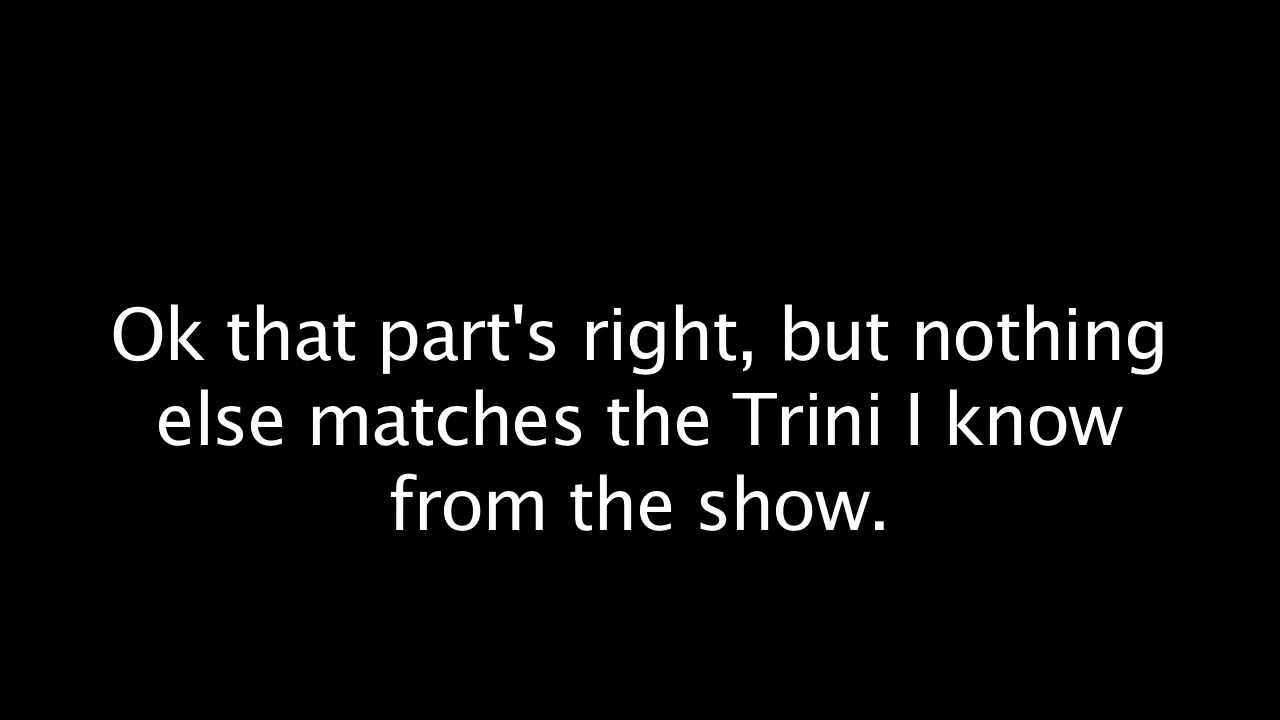 Ok that part's right, but nothing
else matches the Trini I know
from the show.